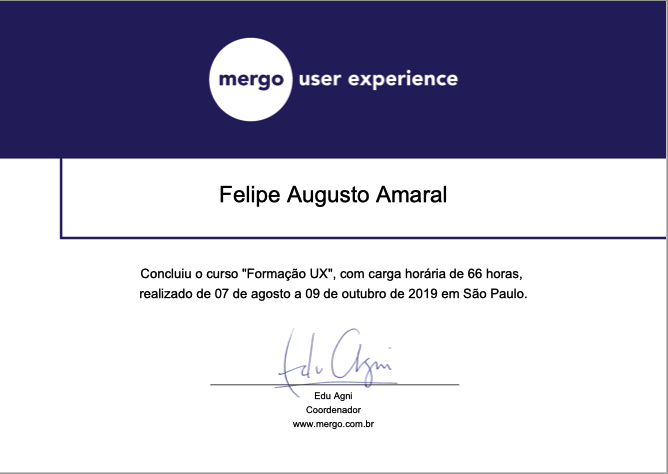 mergo user experience
Felipe Augusto Amaral
Concluiu o curso "Formação UX", com carga horária de 66 horas,
realizado de 07 de agosto a 09 de outubro de 2019 em São Paulo.
Edu Agni
Edu Agni
Coordenador
www.mergo.com.br